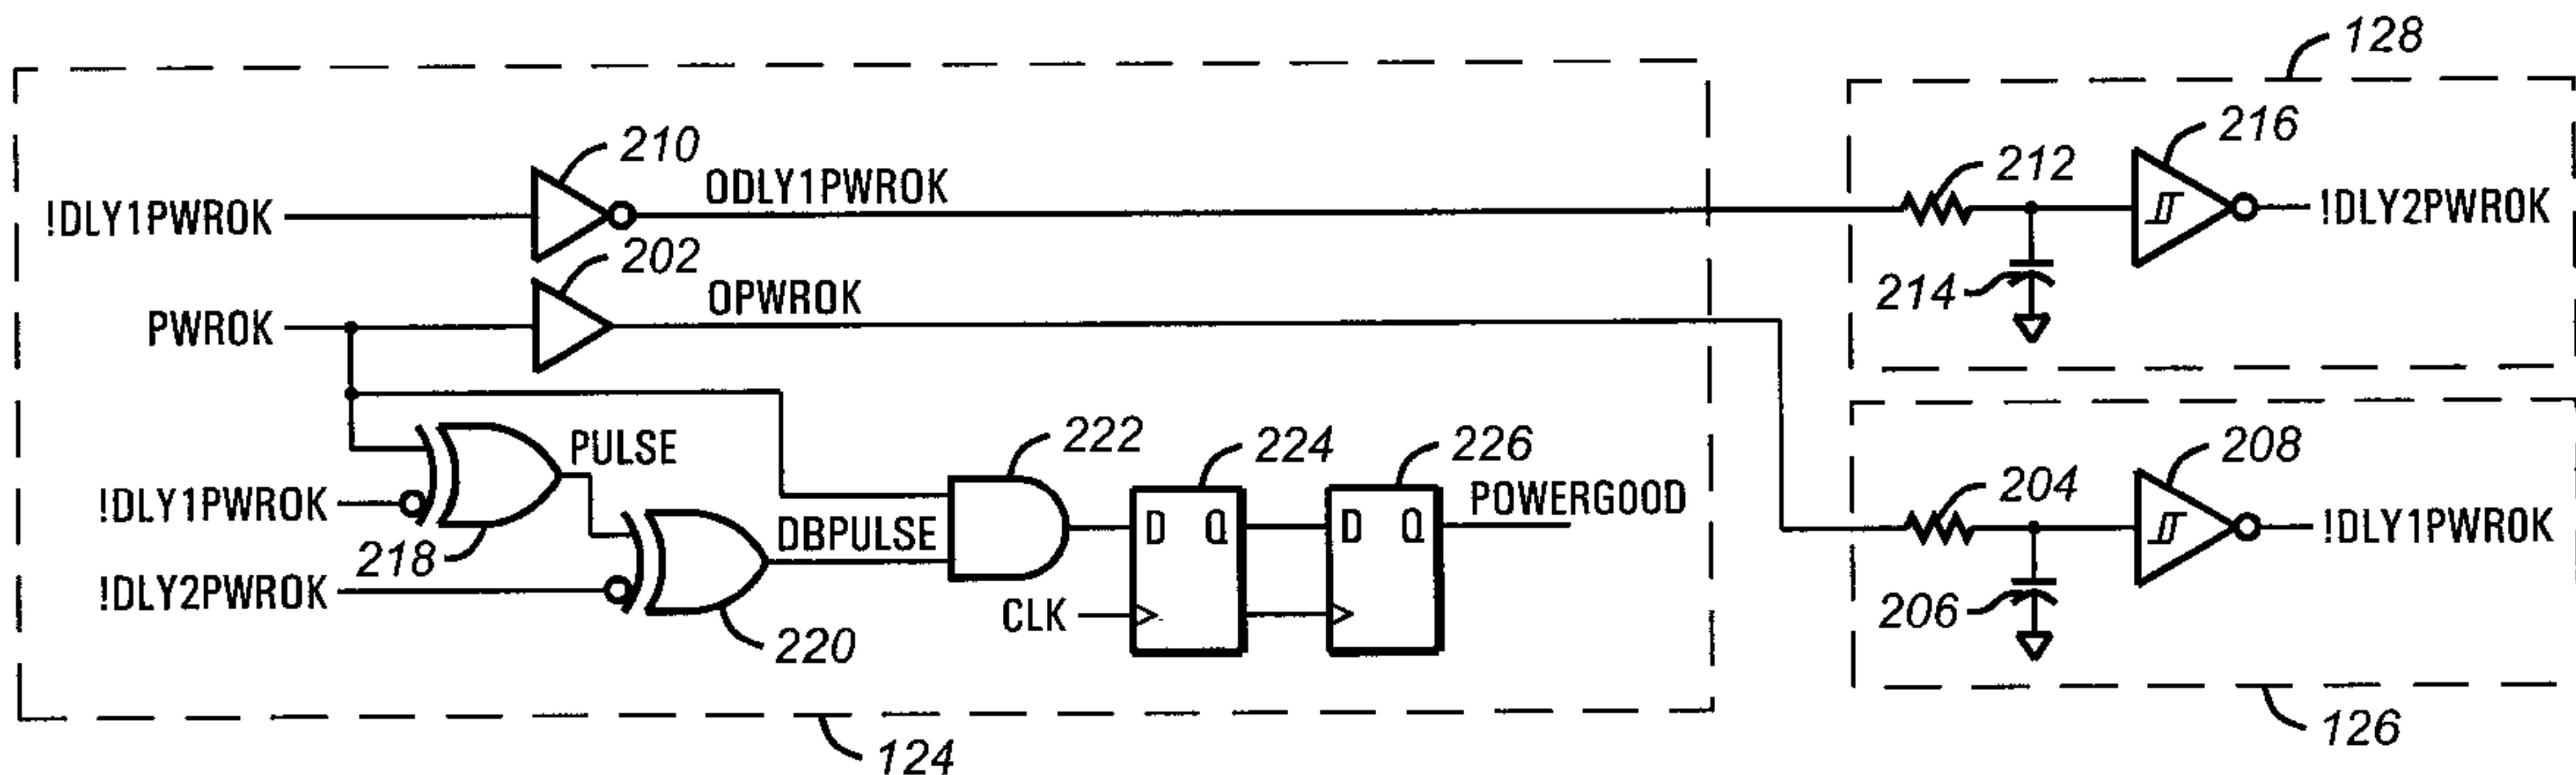 128
210
ODLY1PWROK
212
216
!DLY1PWROK
!DLY2PWROK
202
OPWROK
214
PWROK
PULSE
222
224
226
204
208
!DLY1PWROK
218
DBPULSE
D Q
D Q
POWERGOOD
!DLY1PWROK
!DLY2PWROK
220
CLK
206
124
126